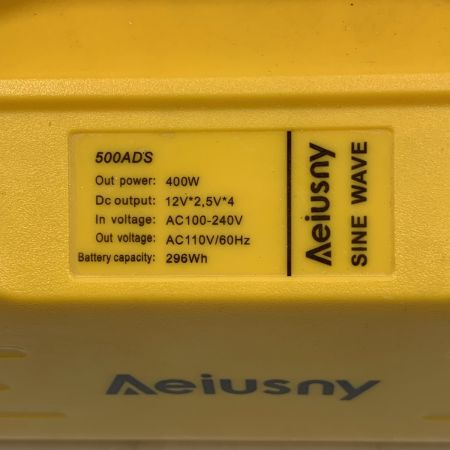 500ADS
Out power: 400W
Dc output: 12V*2,5V*4
In voltage: AC100-240V
Out voltage: AC110V/60Hz
Battery capacity: 296Wh
Aeiusny
SINE WAVE
Aeiusny